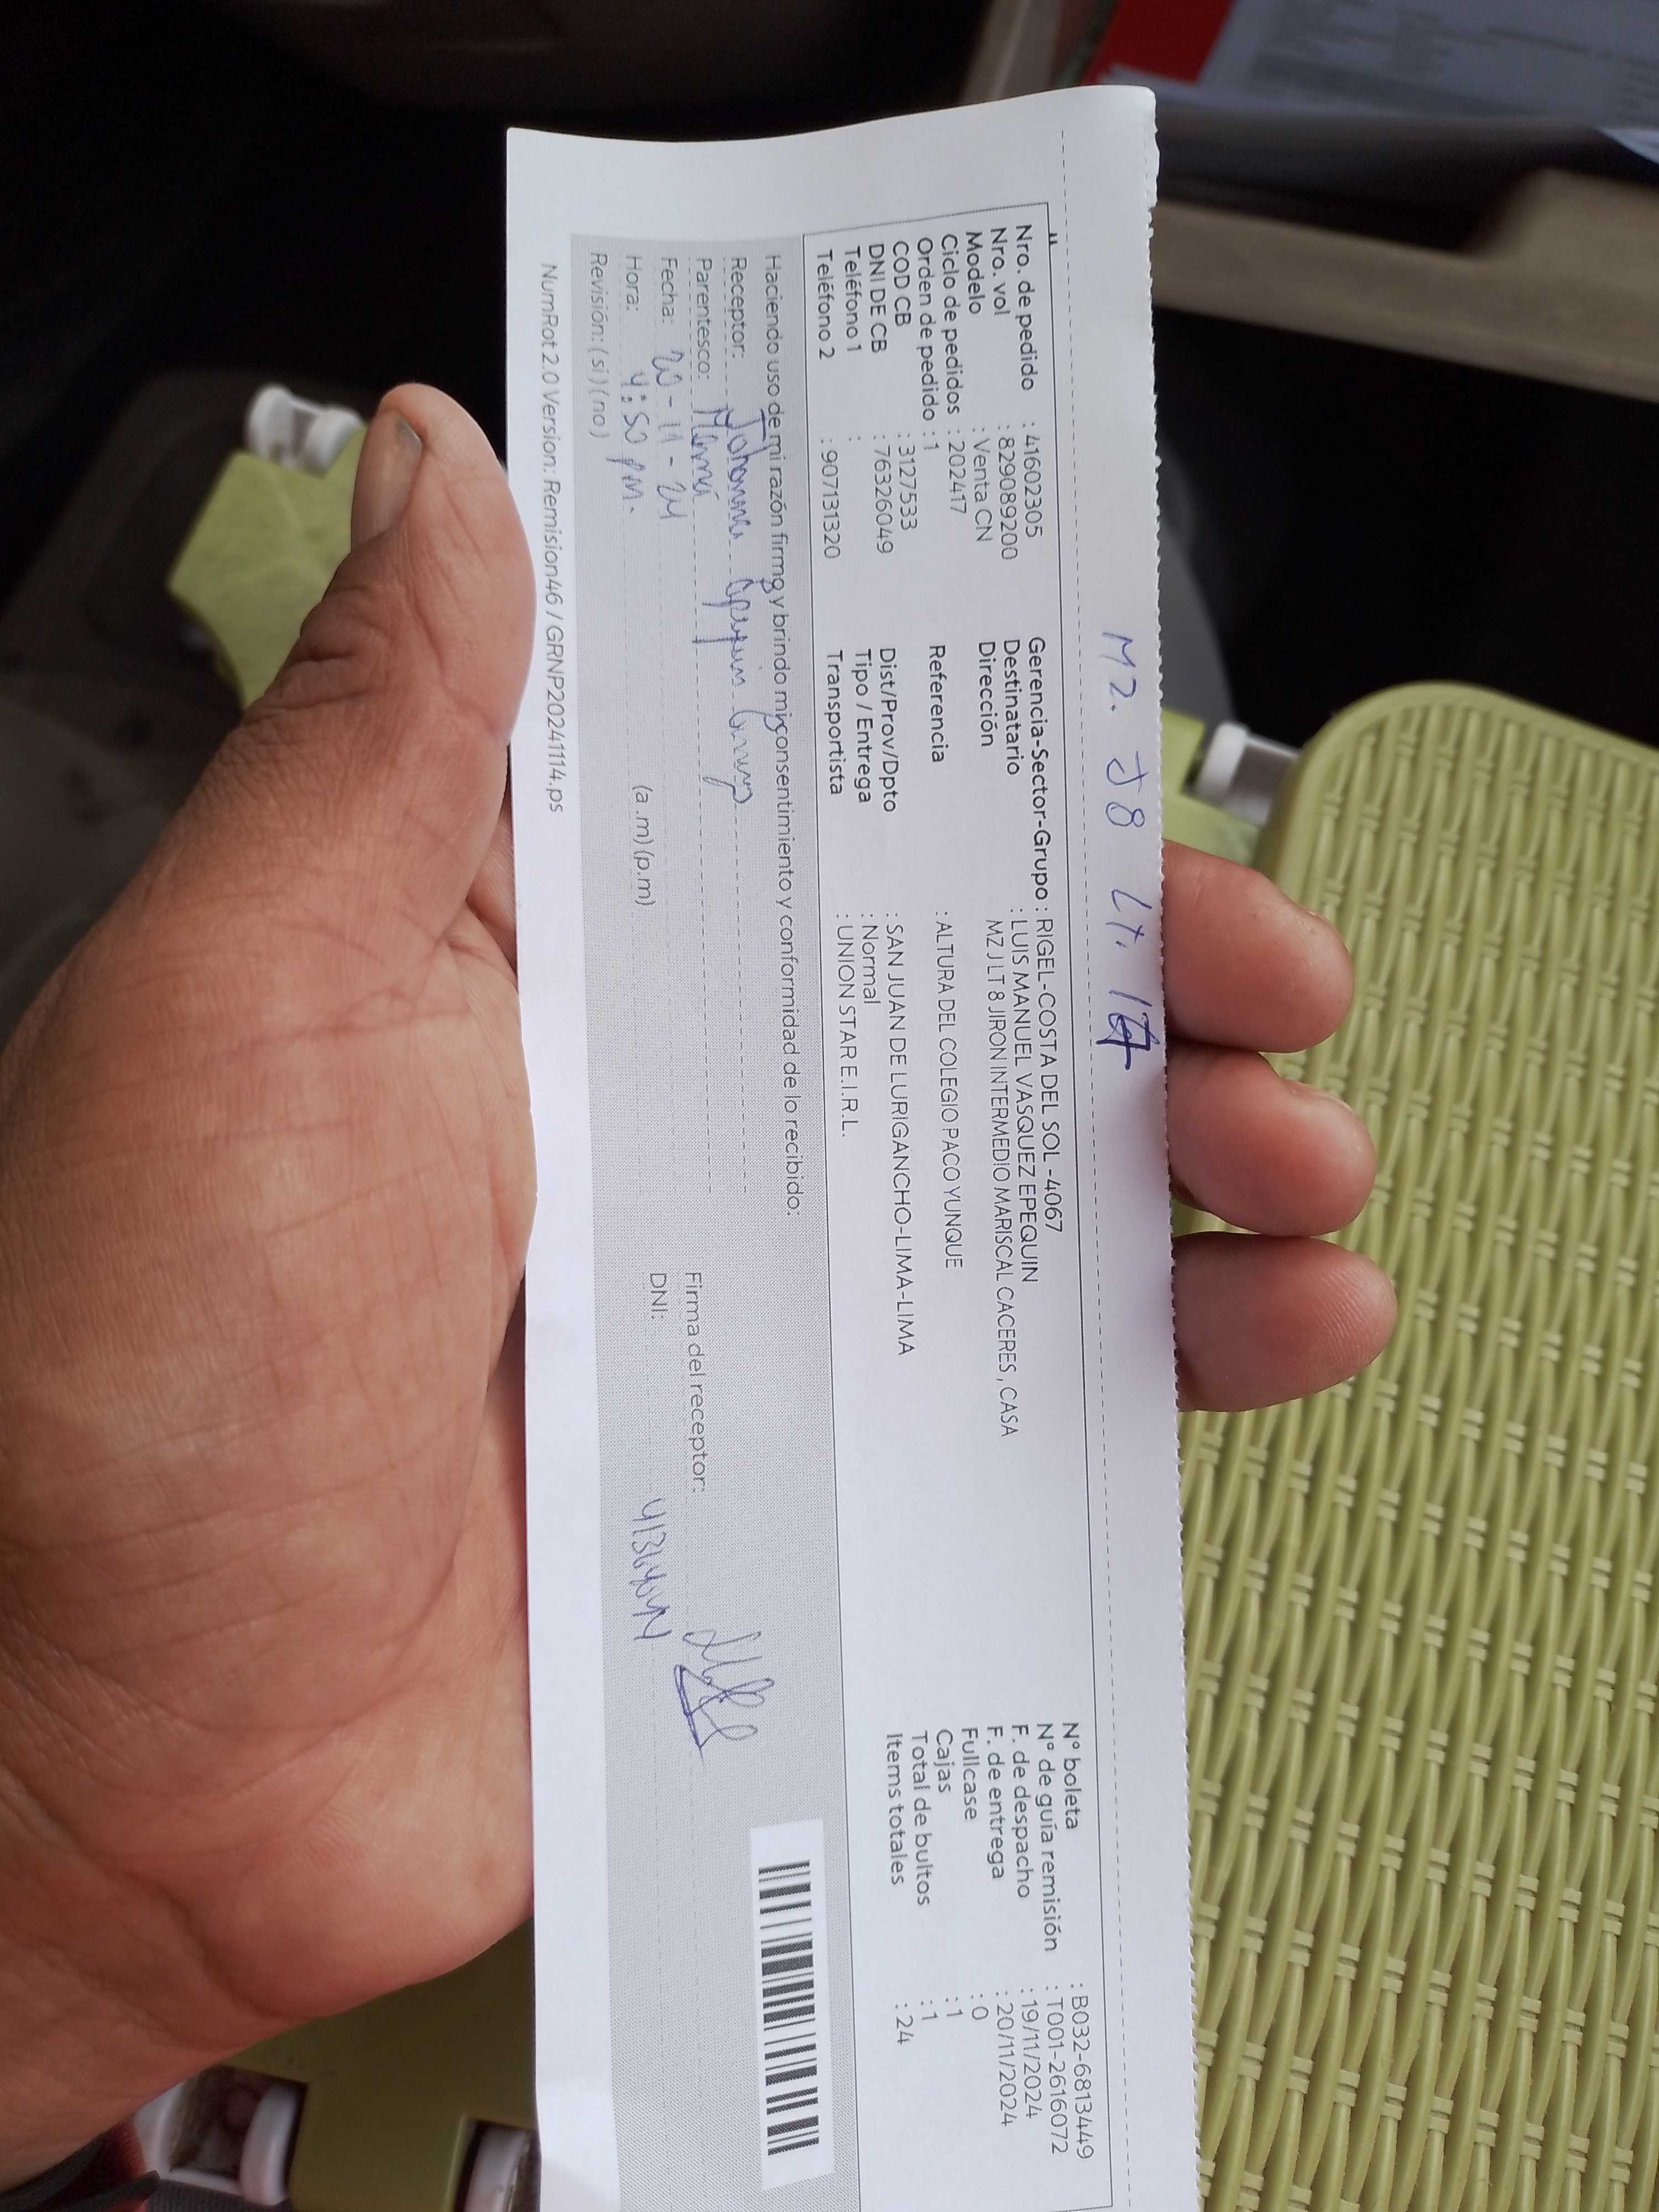 Mz. J8 Lt. 14
Nro. de pedido : 41602305
Nro. vol : 829089200
Modelo : Venta CN
Ciclo de pedidos : 202417
Orden de pedido : 1
COD CB : 3127533
DNI DE CB : 76326049
Teléfono 1 :
Teléfono 2 : 907131320
Gerencia-Sector-Grupo : RIGEL-COSTA DEL SOL -4067
Destinatario : LUIS MANUEL VASQUEZ EPEQUIN
Dirección MZ J LT 8 JIRON INTERMEDIO MARISCAL CACERES , CASA
Referencia : ALTURA DEL COLEGIO PACO YUNQUE
Dist/Prov/Dpto : SAN JUAN DE LURIGANCHO-LIMA-LIMA
Tipo / Entrega : Normal
Transportista : UNION STAR E.I.R.L.
N° boleta : B032-6813449
N° de guía remisión : T001-2616072
F. de despacho : 19/11/2024
F. de entrega : 20/11/2024
Fullcase : 0
Cajas : 1
Total de bultos : 1
Items totales : 24
Haciendo uso de mi razón firmo y brindo mi consentimiento y conformidad de lo recibido:
Receptor:
Parentesco: Mamá
Fecha: 20-11-24
Hora: 4:50 pm. (a.m) (p.m)
Revisión: (si) (no)
Firma del receptor:
DNI:
NumRot2.0 Version: Remision46 / GRNP20241114.ps